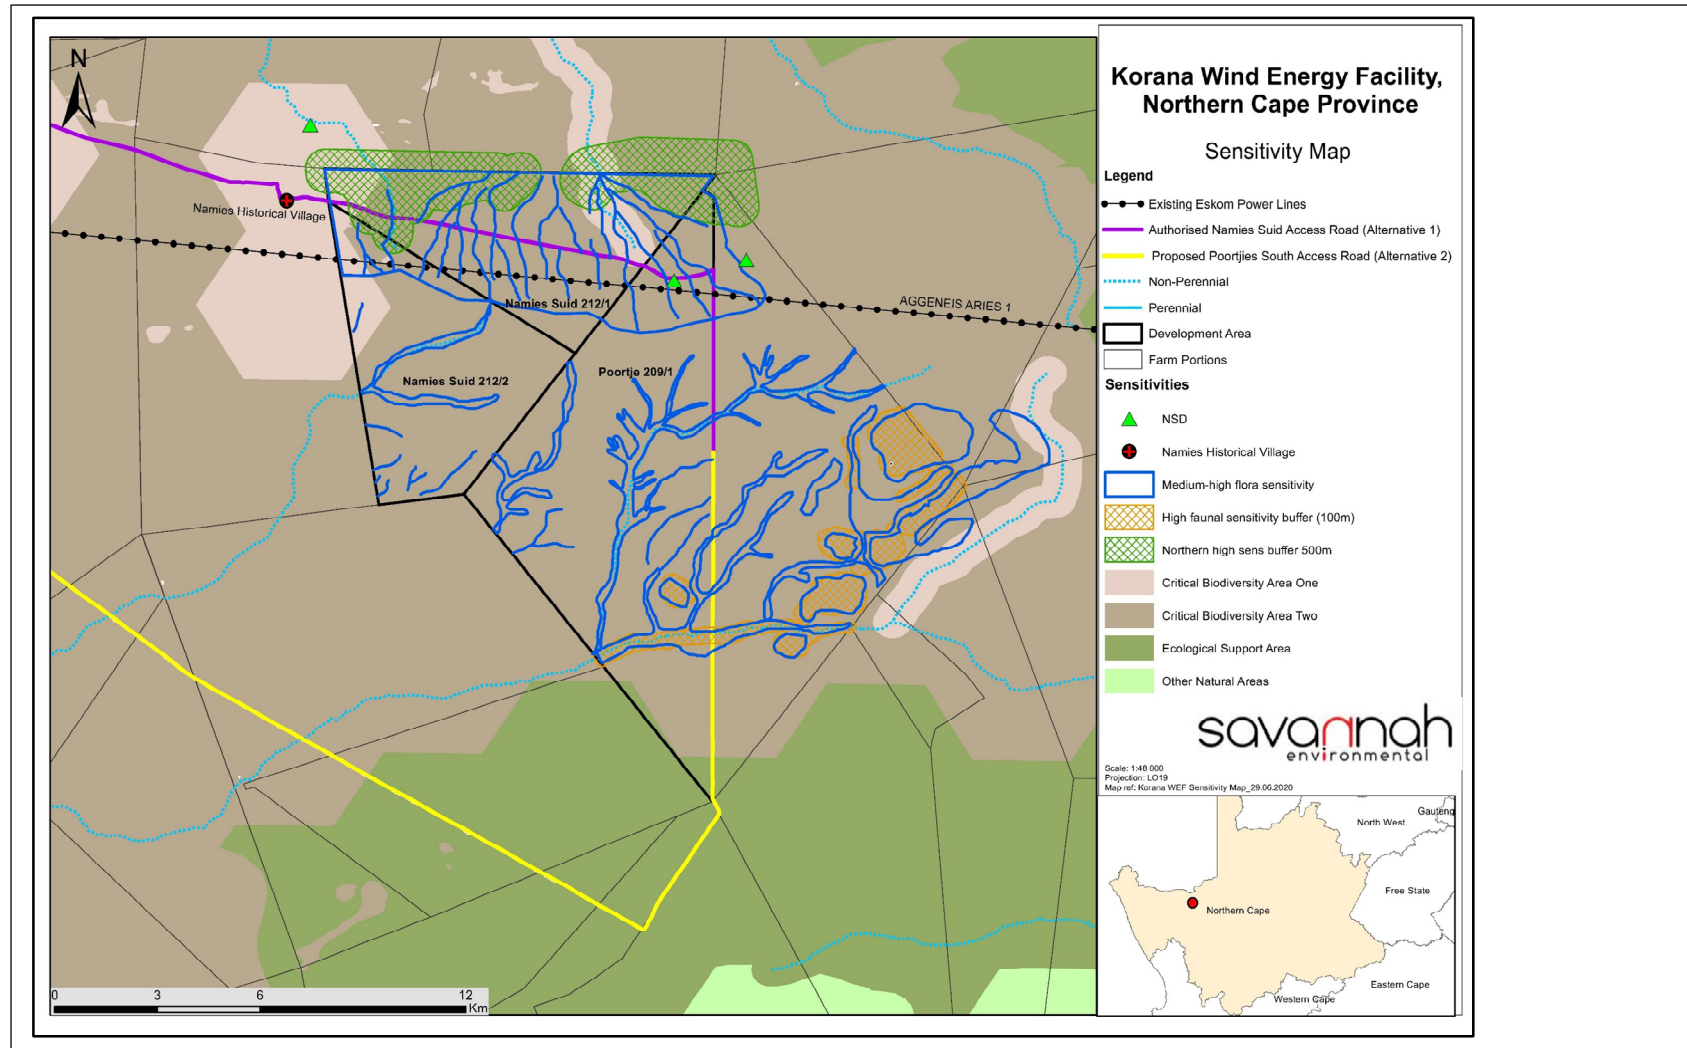 N
Namies Historical Village
Namies Suid 212/1
AGGENEIS ARIES 1
Namies Suid 212/2
Poortje 209/1
0 3 6 12
Km
Korana Wind Energy Facility,
Northern Cape Province
Sensitivity Map
Legend
Existing Eskom Power Lines
Authorised Namies Suid Access Road (Alternative 1)
Proposed Poortjies South Access Road (Alternative 2)
Non-Perennial
Perennial
Development Area
Farm Portions
Sensitivities
NSD
Namies Historical Village
Medium-high flora sensitivity
High faunal sensitivity buffer (100m)
Northern high sens buffer 500m
Critical Biodiversity Area One
Critical Biodiversity Area Two
Ecological Support Area
Other Natural Areas
savannah
environmental
Scale: 1:48 000
Projection: LO19
Map ref: Korana WEF Sensitivity Map_29.06.2020
Gauteng
North West
Free State
Northern Cape
Eastern Cape
Western Cape